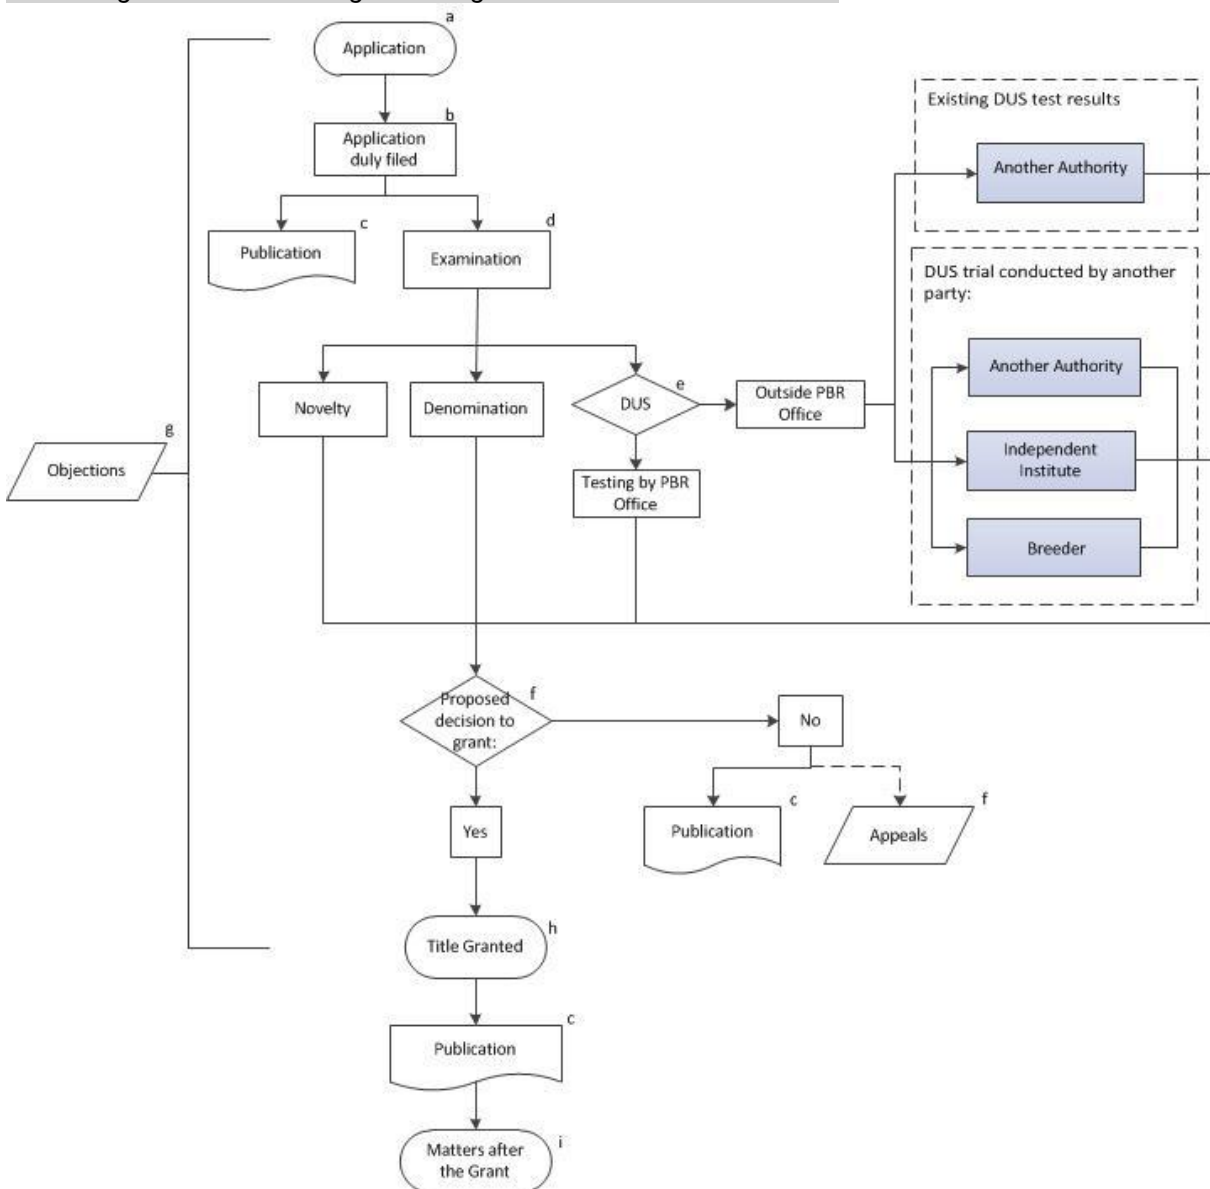 a
Application
b
Application
duly filed
Existing DUS test results
Another Authority
c
Publication
d
Examination
DUS trial conducted by another
party:
Another Authority
Novelty
Denomination
e
DUS
Outside PBR
Office
g
Objections
Testing by PBR
Office
Independent
Institute
Breeder
f
Proposed
decision to
grant:
No
Yes
c
Publication
f
Appeals
h
Title Granted
c
Publication
i
Matters after
the Grant